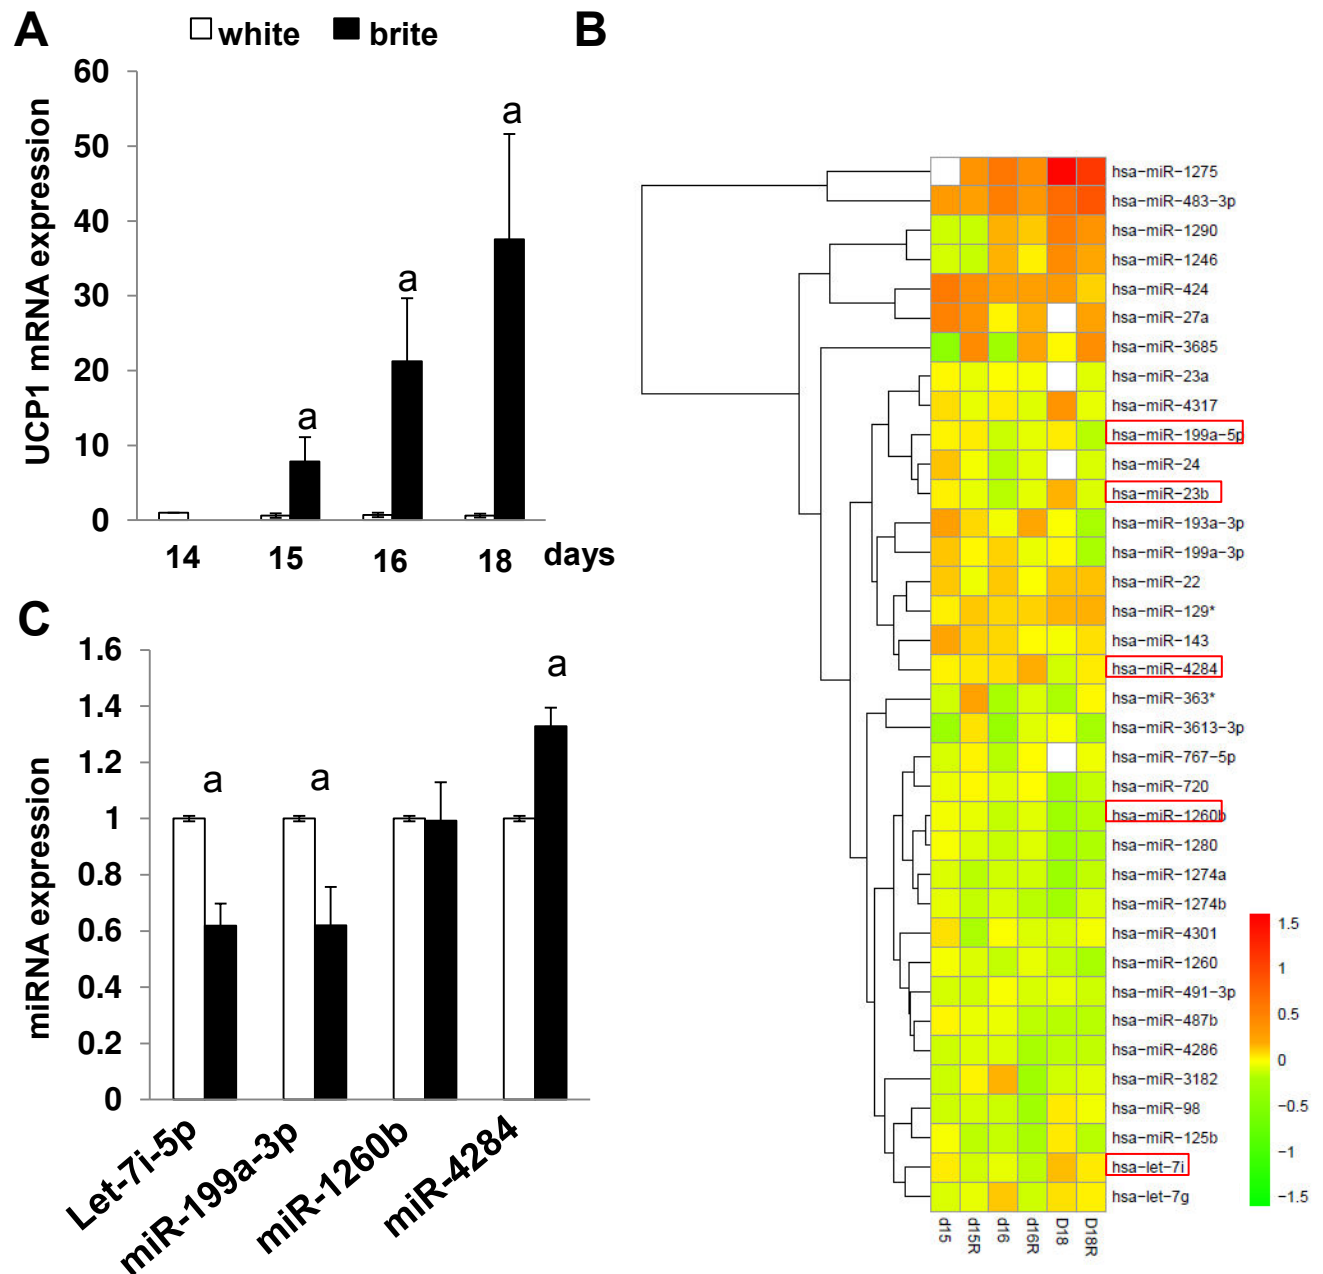 A
white
brite
UCP1 mRNA expression
60
50
40
30
20
10
0
a
a
a
14
15
16
18
days
B
hsa−miR−1275
hsa−miR−483−3p
hsa−miR−1290
hsa−miR−1246
hsa−miR−424
hsa−miR−27a
hsa−miR−3685
hsa−miR−23a
hsa−miR−4317
hsa−miR−199a−5p
hsa−miR−24
hsa−miR−23b
hsa−miR−193a−3p
hsa−miR−199a−3p
hsa−miR−22
hsa−miR−129*
hsa−miR−143
hsa−miR−4284
hsa−miR−363*
hsa−miR−3613−3p
hsa−miR−767−5p
hsa−miR−720
hsa−miR−1260b
hsa−miR−1280
hsa−miR−1274a
hsa−miR−1274b
hsa−miR−4301
hsa−miR−1260
hsa−miR−491−3p
hsa−miR−487b
hsa−miR−4286
hsa−miR−3182
hsa−miR−98
hsa−miR−125b
hsa−let−7i
hsa−let−7g
d15
d15R
d16
d16R
D18
D18R
1.5
1
0.5
0
−0.5
−1
−1.5
C
miRNA expression
1.6
1.4
1.2
1
0.8
0.6
0.4
0.2
0
a
a
a
Let-7i-5p
miR-199a-3p
miR-1260b
miR-4284